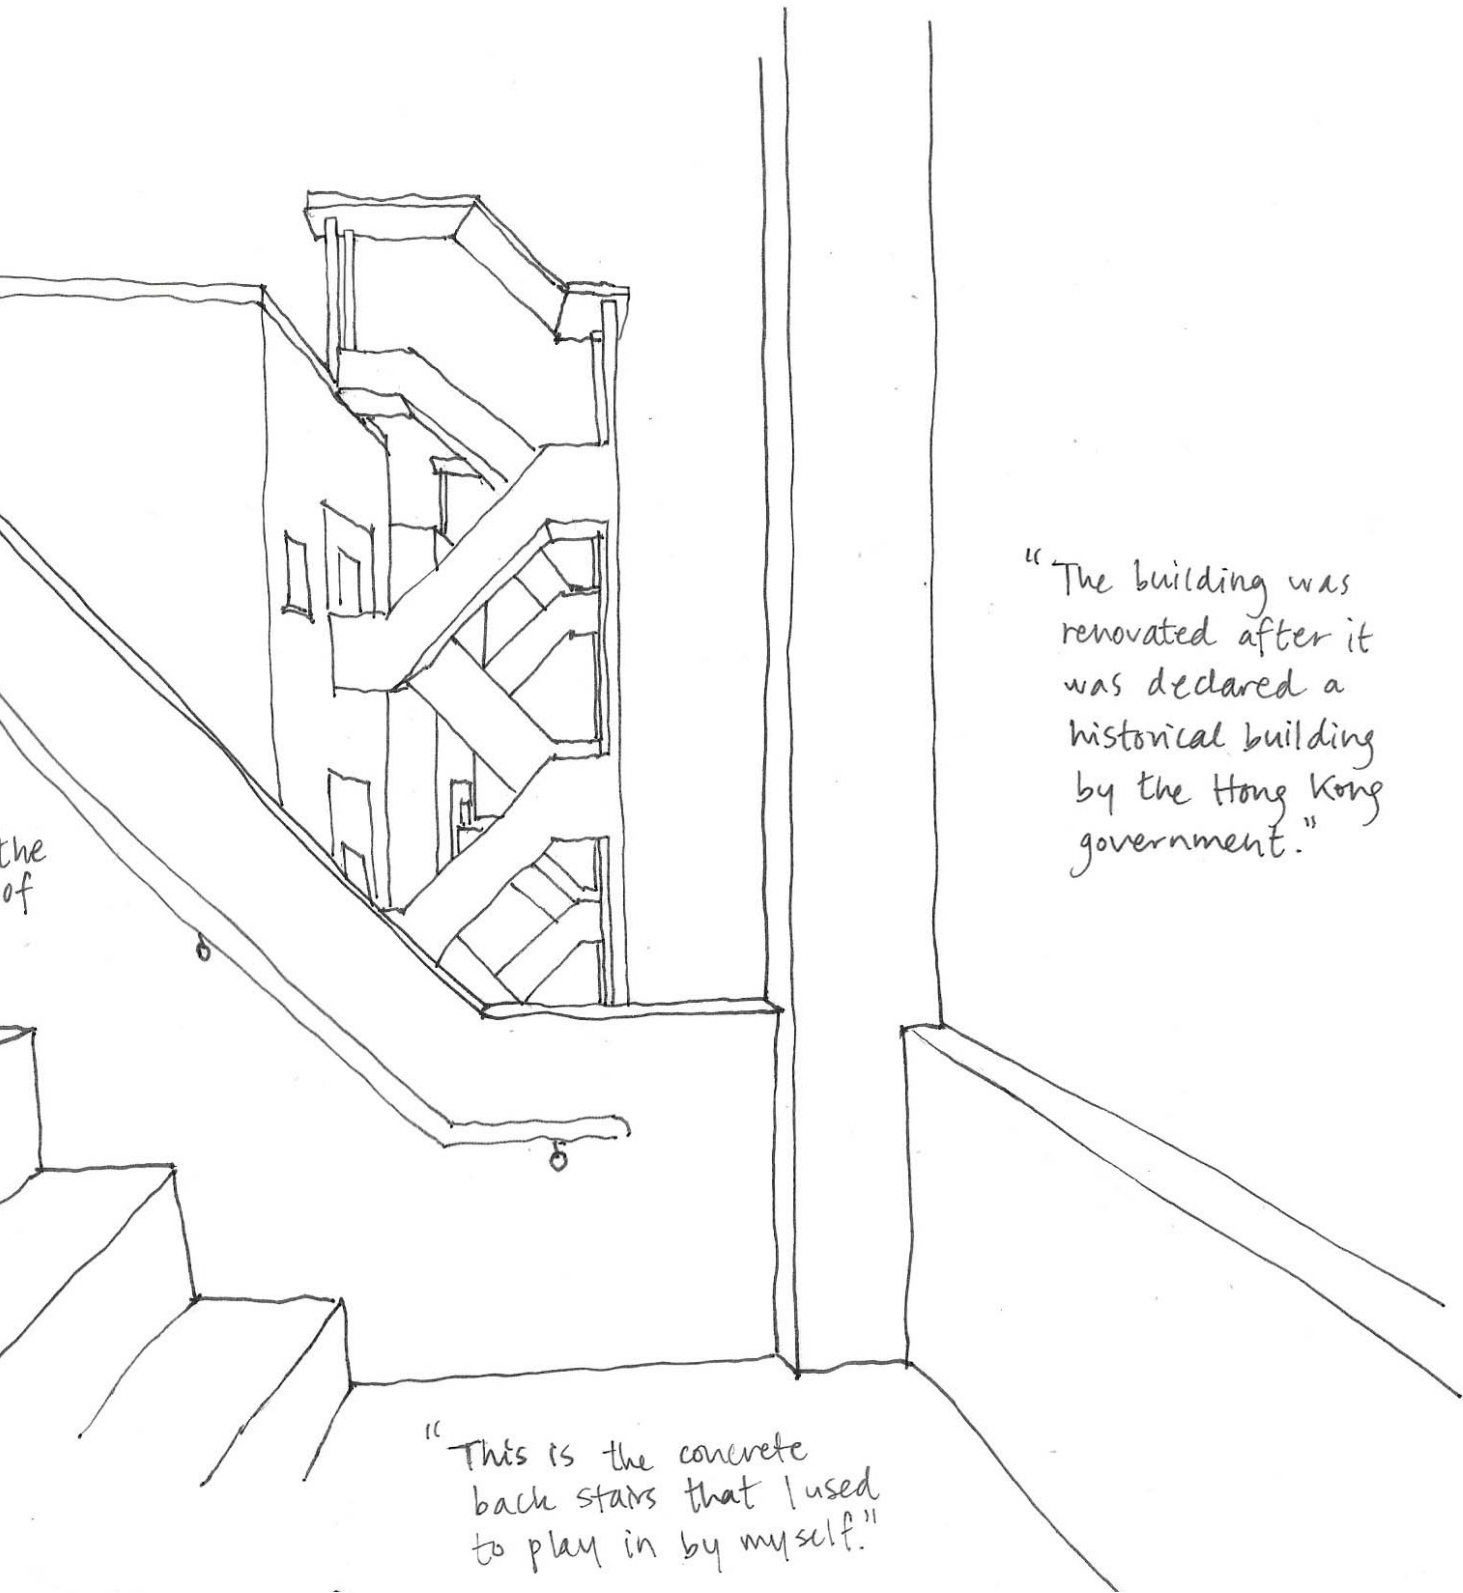 "The building was
renovated after it
was declared a
historical building
by the Hong Kong
government."
the
of
"This is the concrete
back stairs that I used
to play in by myself."